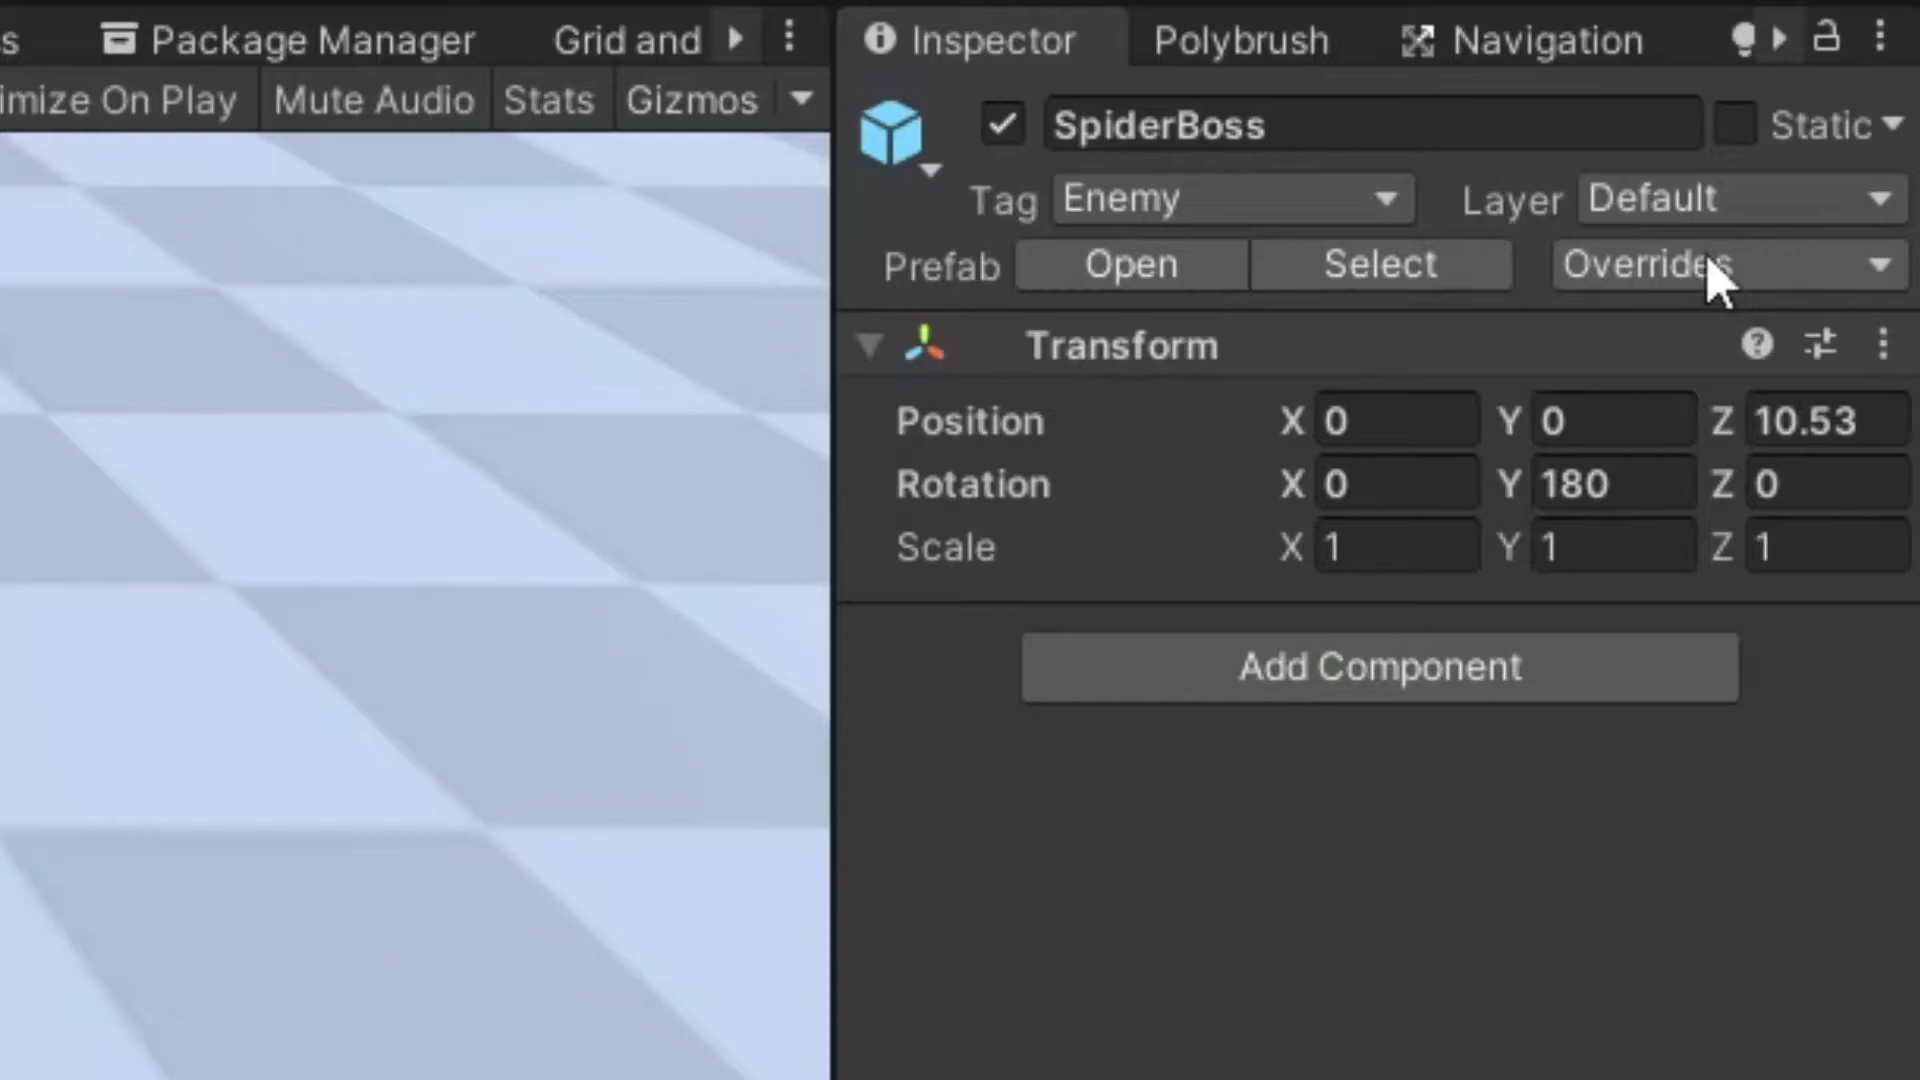 s Package Manager Grid and
imize On Play Mute Audio Stats Gizmos
Inspector Polybrush Navigation
SpiderBoss Static
Tag Enemy Layer Default
Prefab Open Select Overrides
Transform
Position X 0 Y 0 Z 10.53
Rotation X 0 Y 180 Z 0
Scale X 1 Y 1 Z 1
Add Component